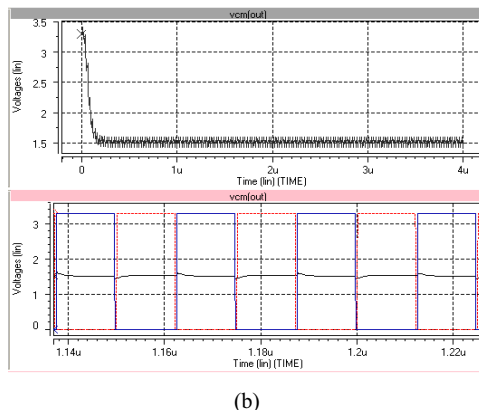 vcm(out)
3.5
3
2.5
2
1.5
Voltages (lin)
0
1u
2u
3u
4u
Time (lin) (TIME)
vcm(out)
3
2
1
0
Voltages (lin)
1.14u
1.16u
1.18u
1.2u
1.22u
Time (lin) (TIME)
(b)